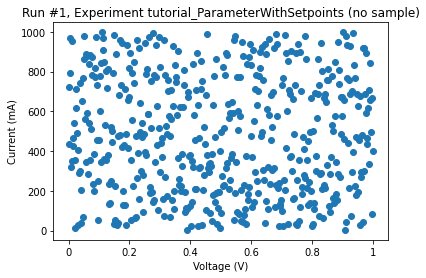 Run #1, Experiment tutorial_ParameterWithSetpoints (no sample)
1000
800
600
400
200
0
Current (mA)
0 0.2 0.4 0.6 0.8 1
Voltage (V)